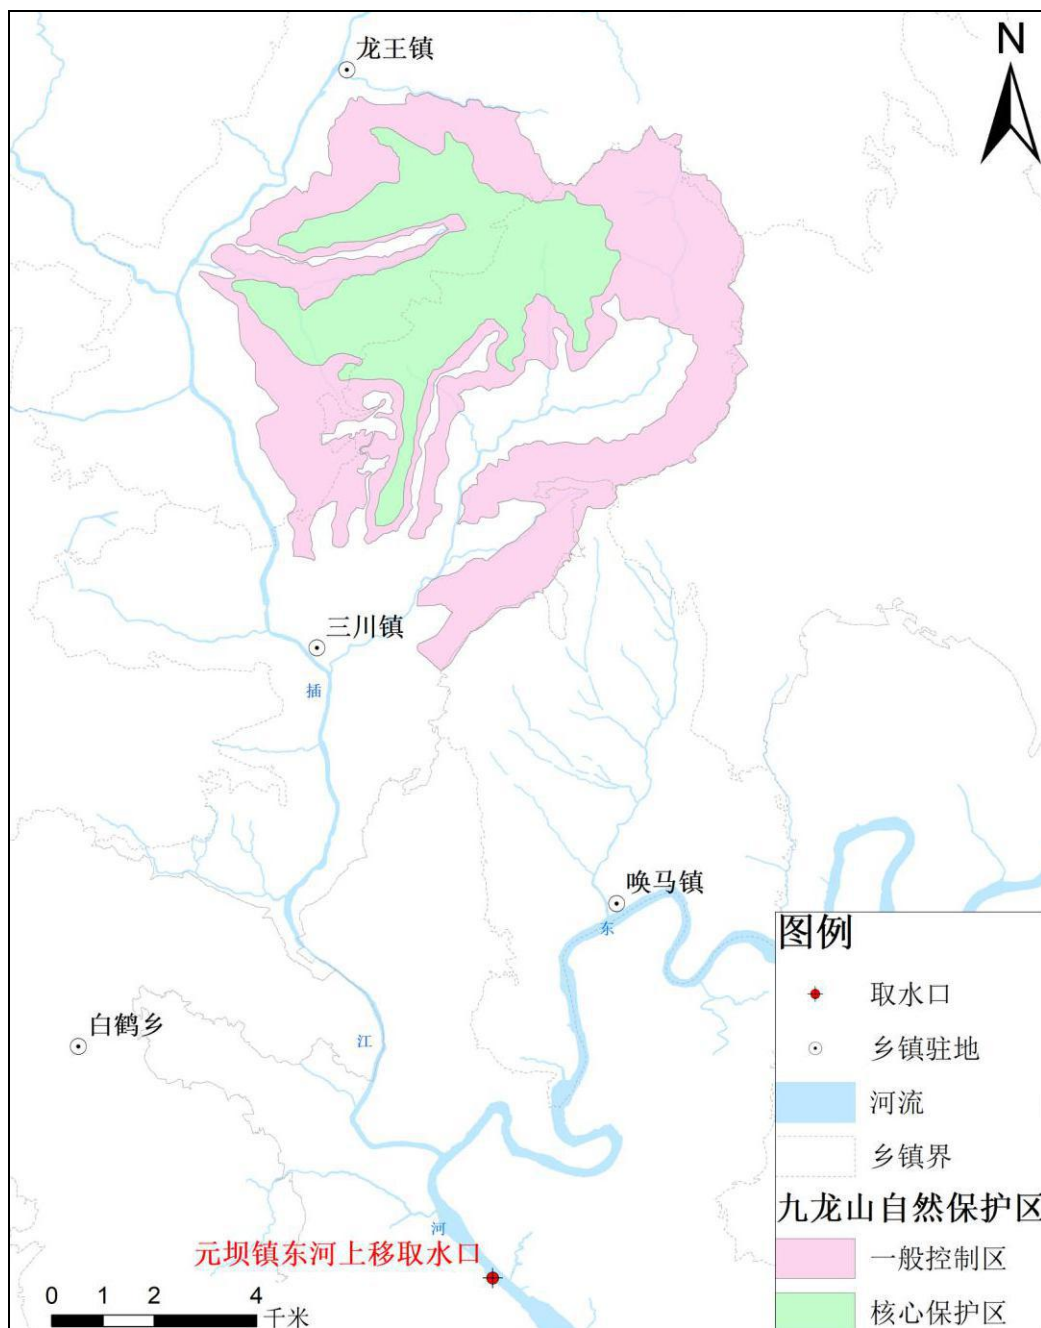 龙王镇
N
三川镇
插
唤马镇
东
图例
取水口
白鹤乡
江
乡镇驻地
河流
乡镇界
九龙山自然保护区
河
元坝镇东河上移取水口
一般控制区
0 1 2 4
千米
核心保护区